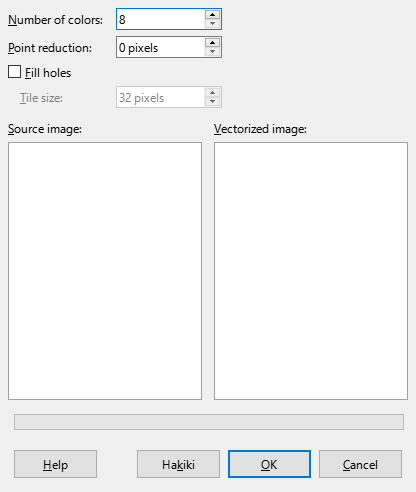 Number of colors: 8
Point reduction: 0 pixels
Fill holes
Tile size: 32 pixels
Source image: Vectorized image:
Help Hakiki OK Cancel